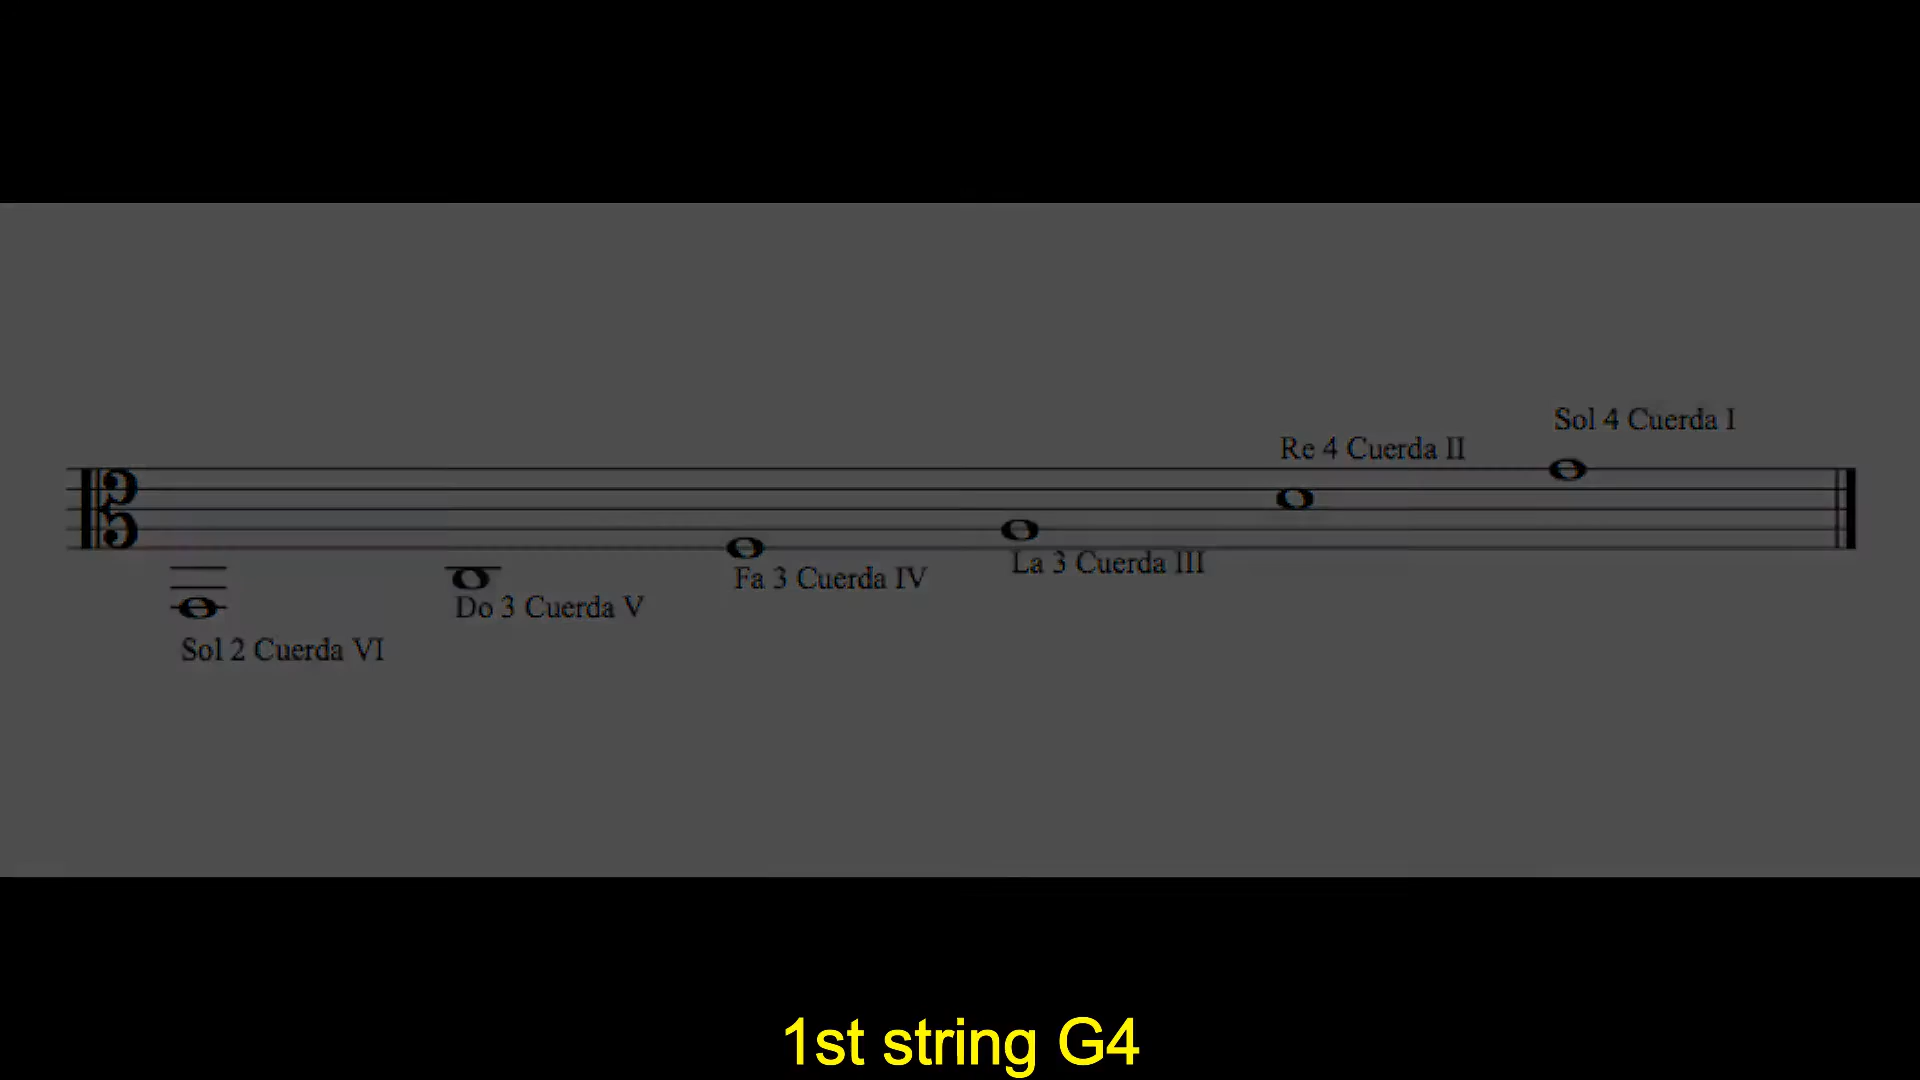 Sol 4 Cuerda I
Re 4 Cuerda II
La 3 Cuerda III
Fa 3 Cuerda IV
Do 3 Cuerda V
Sol 2 Cuerda VI
1st string G4